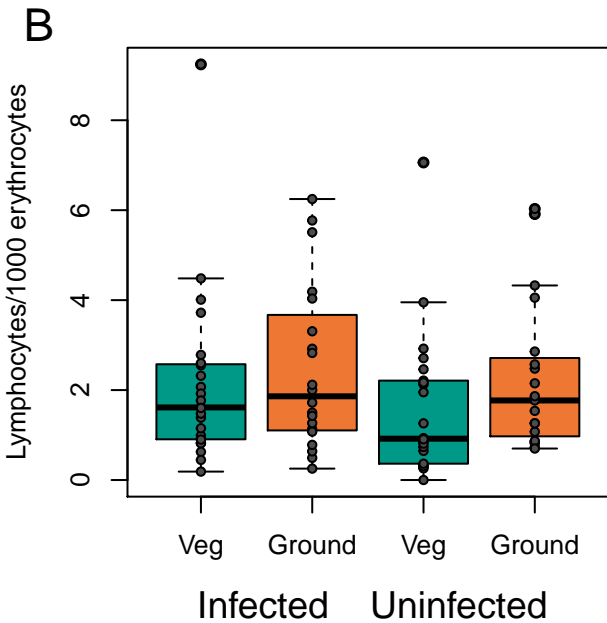 B
Lymphocytes/1000 erythrocytes
8
6
4
2
0
Veg Ground Veg Ground
Infected Uninfected